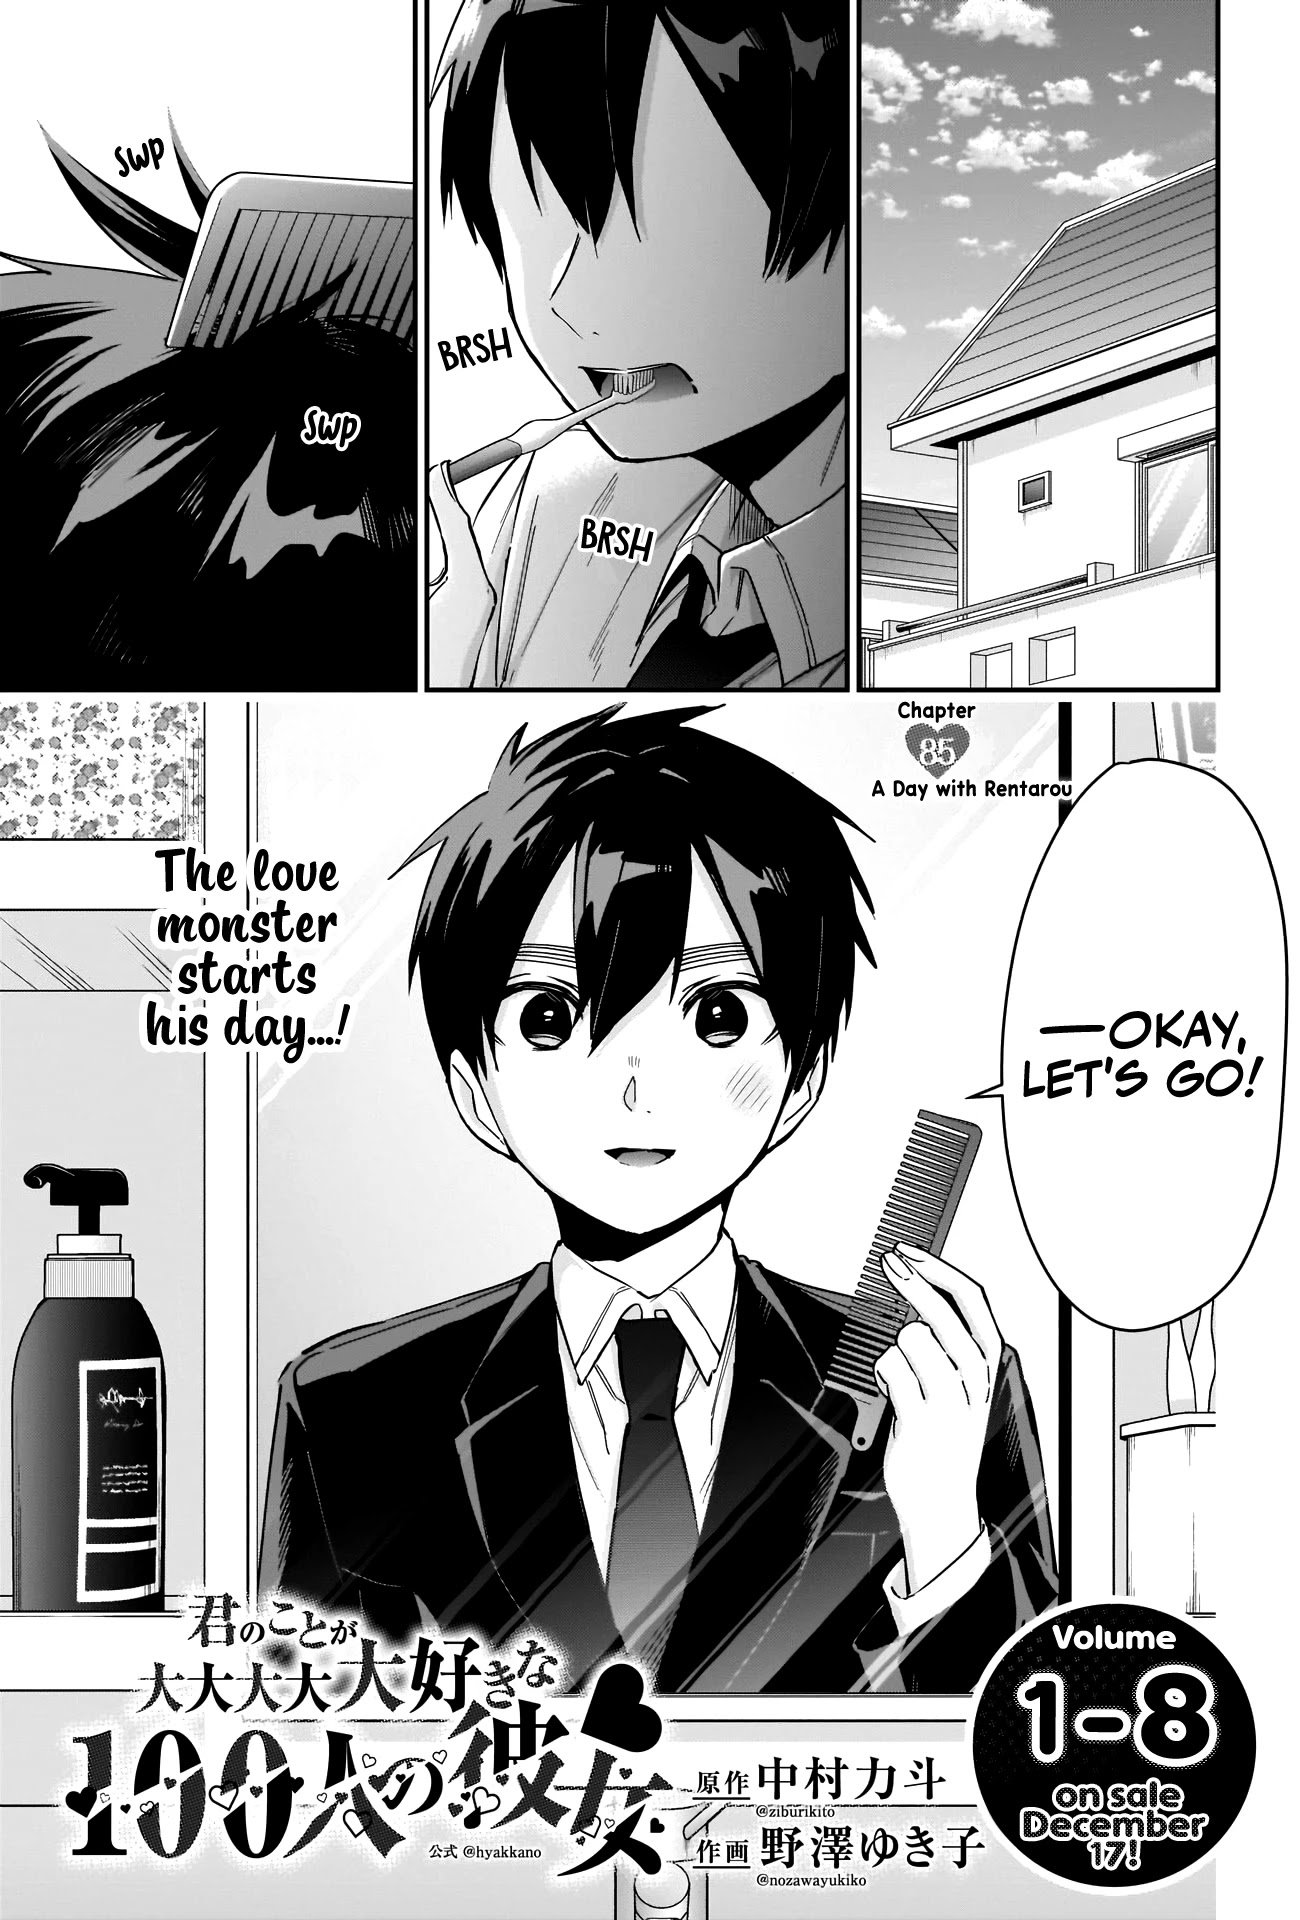 BRSH
BRSH
SWP
SWP
Chapter
85
A Day with Rentarou
—OKAY,
LET'S GO!
The love
monster
starts
his day...!
君のことが
大大大大大好きな
100人の彼女
公式 @hyakkano
原作 中村力斗
@ziburikito
作画 野澤ゆき子
@nozawayukiko
Volume
1-8
on sale
December
17!